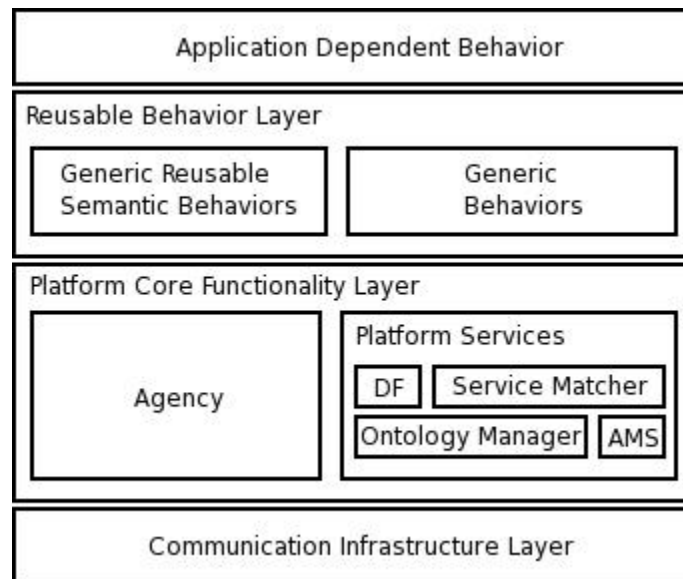 Application Dependent Behavior
Reusable Behavior Layer
Generic Reusable
Semantic Behaviors
Generic
Behaviors
Platform Core Functionality Layer
Agency
Platform Services
DF
Service Matcher
Ontology Manager
AMS
Communication Infrastructure Layer